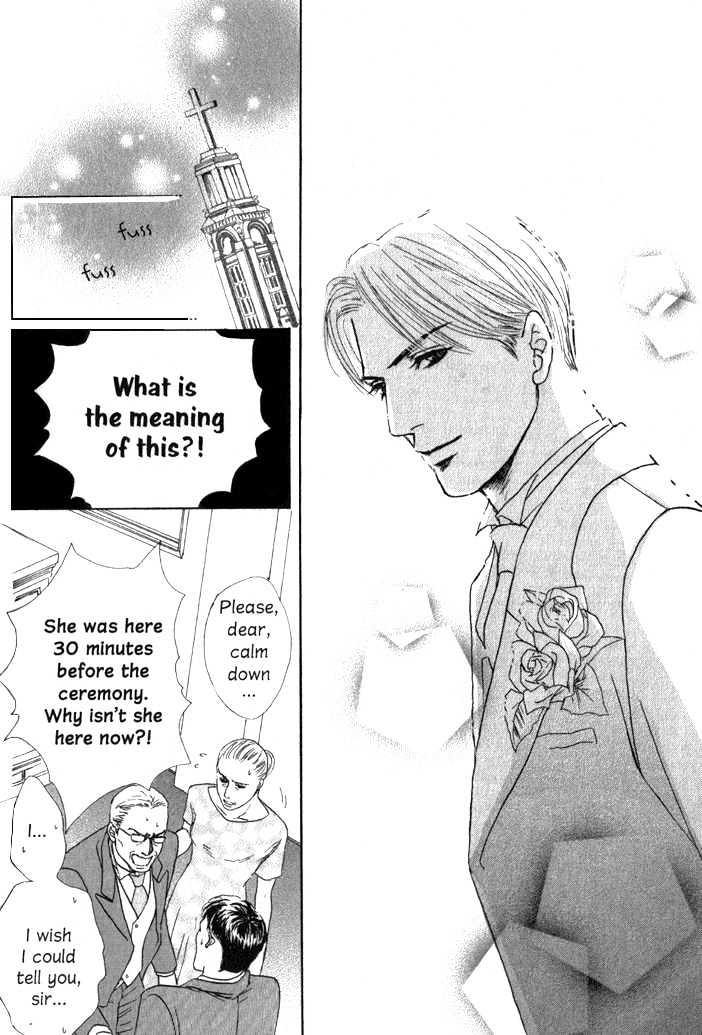 fuss
fuss
What is
the meaning
of this?!
Please,
dear,
calm
down
...
She was here
30 minutes
before the
ceremony.
Why isn't she
here now?!
I...
I wish
I could
tell you,
sir...